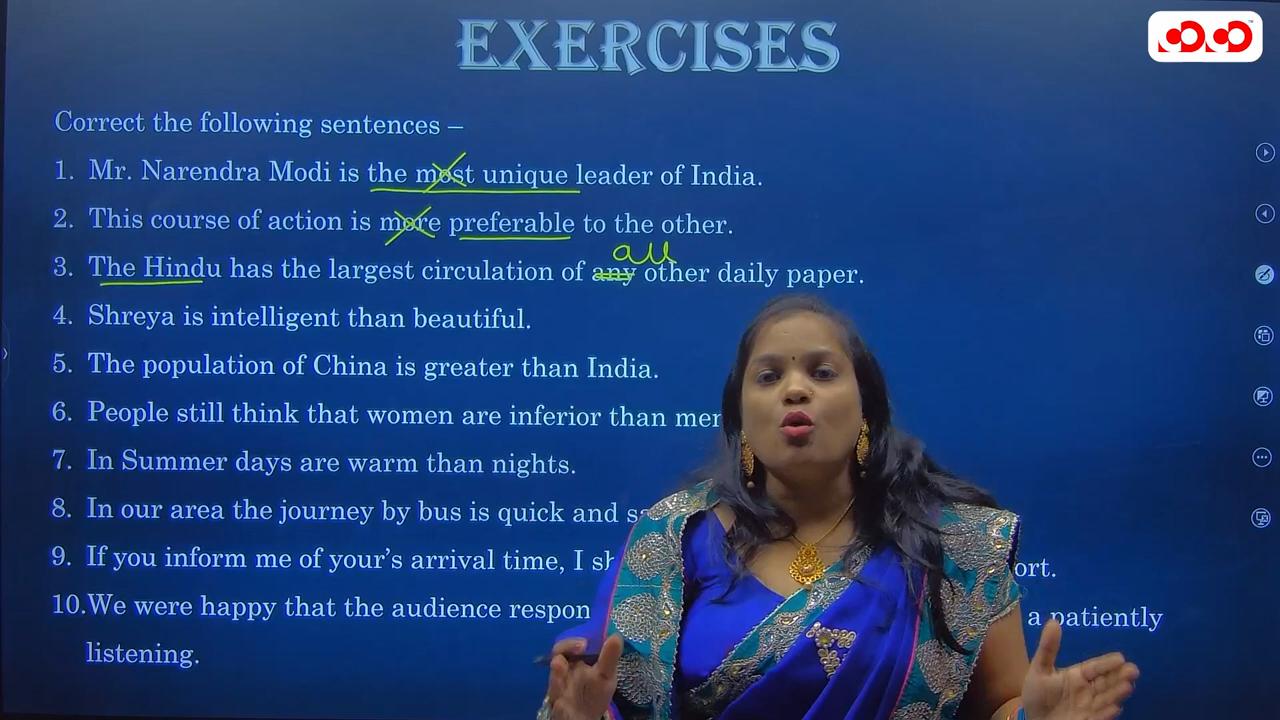 EXERCISES
Correct the following sentences –
1. Mr. Narendra Modi is the most unique leader of India.
2. This course of action is more preferable to the other.
all
3. The Hindu has the largest circulation of any other daily paper.
4. Shreya is intelligent than beautiful.
5. The population of China is greater than India.
6. People still think that women are inferior than
7. In Summer days are warm than nights.
8. In our area the journey by bus is quick and
9. If you inform me of your's arrival time, I
10. We were happy that the audience a patiently
listening.